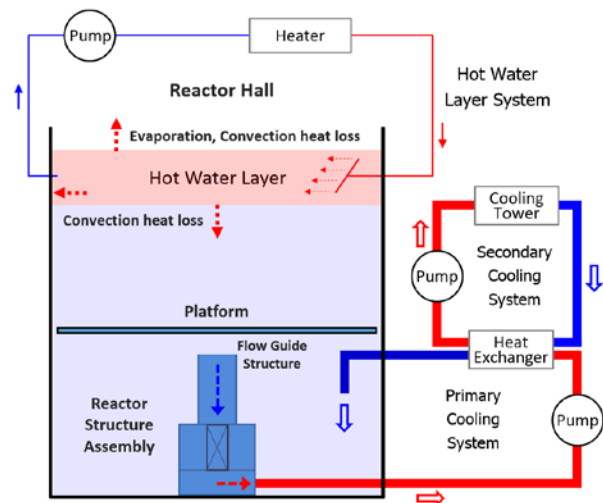 Pump
Heater
Reactor Hall
Hot Water
Layer System
Evaporation, Convection heat loss
Hot Water Layer
Convection heat loss
Cooling
Tower
Pump
Secondary
Cooling
System
Platform
Flow Guide
Structure
Heat
Exchanger
Reactor
Structure
Assembly
Primary
Cooling
System
Pump